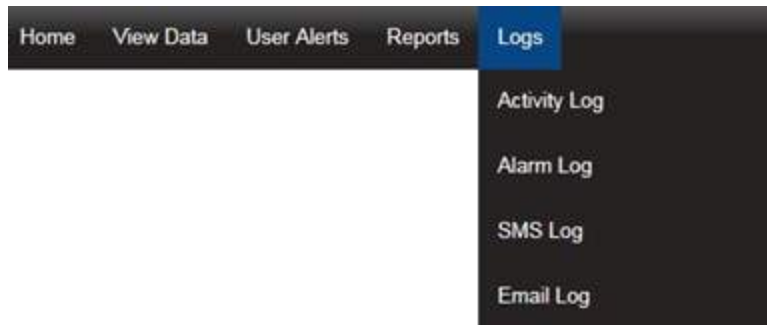 Home View Data User Alerts Reports Logs
Activity Log
Alarm Log
SMS Log
Email Log